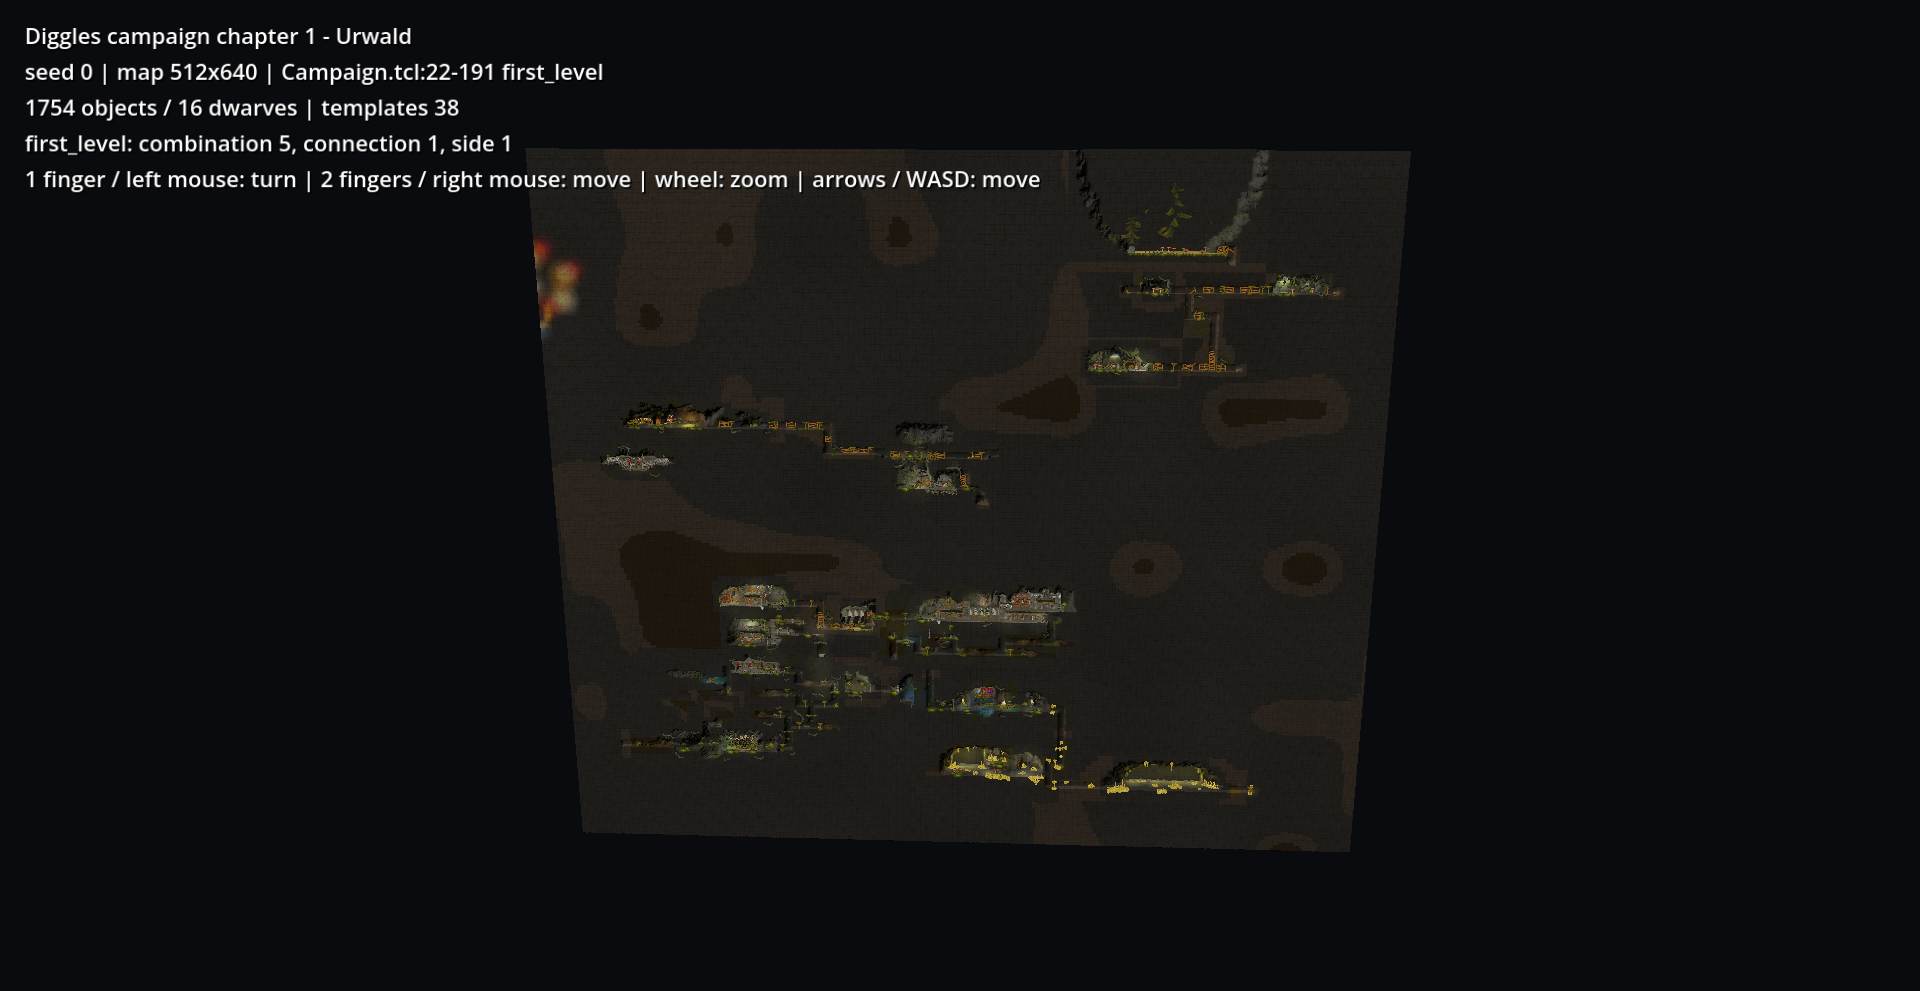 Diggles campaign chapter 1 - Urwald
seed 0 | map 512x640 | Campaign.tcl:22-191 first_level
1754 objects / 16 dwarves | templates 38
first_level: combination 5, connection 1, side 1
1 finger / left mouse: turn | 2 fingers / right mouse: move | wheel: zoom | arrows / WASD: move